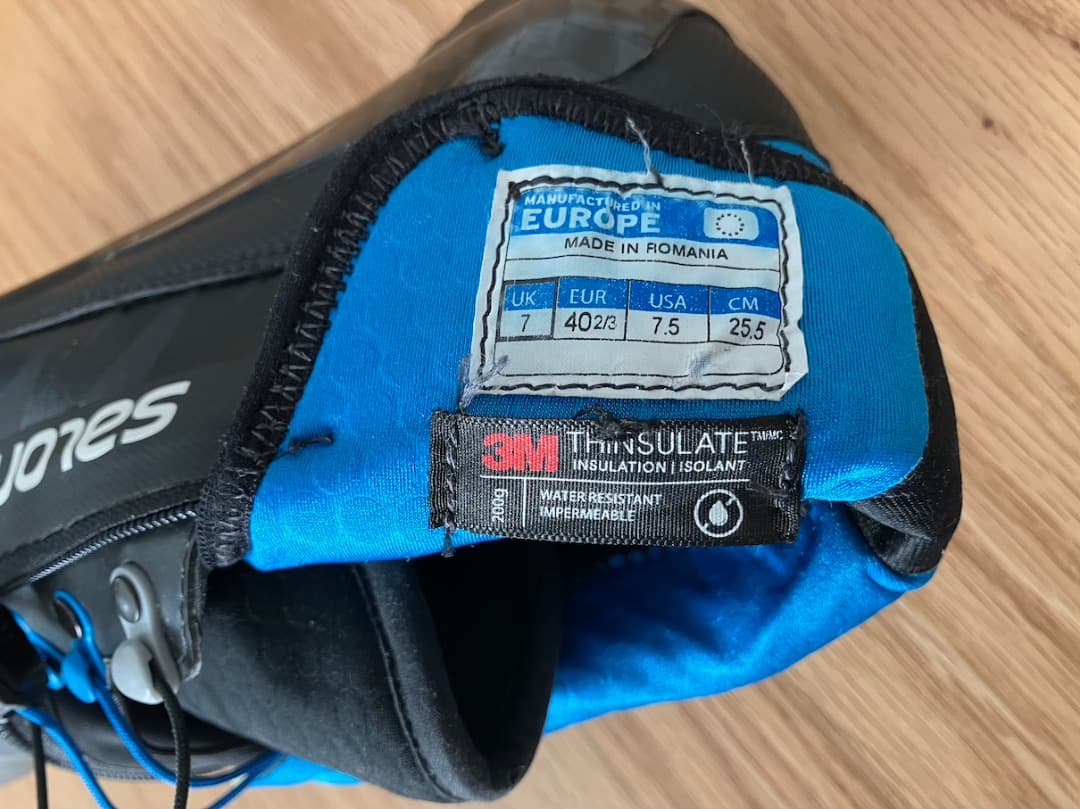 MANUFACTURED IN
EUROPE
MADE IN ROMANIA
UK EUR USA CM
7 40 2/3 7.5 25.5
salomon
3M THINSULATE TM/MC
INSULATION | ISOLANT
200g
WATER RESISTANT
IMPERMEABLE